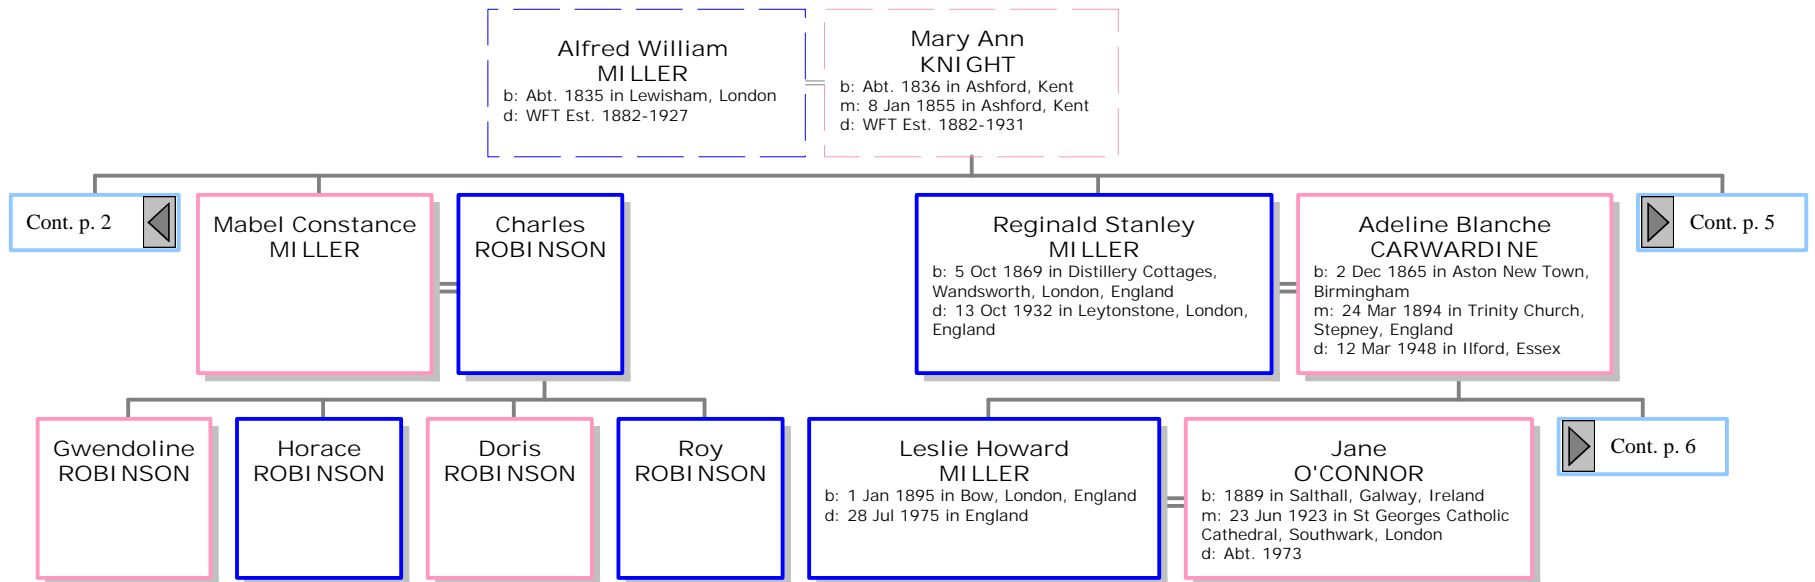 Alfred William
MILLER
b: Abt. 1835 in Lewisham, London
d: WFT Est. 1882-1927
Mary Ann
KNIGHT
b: Abt. 1836 in Ashford, Kent
m: 8 Jan 1855 in Ashford, Kent
d: WFT Est. 1882-1931
Cont. p. 2
Mabel Constance
MILLER
Charles
ROBINSON
Reginald Stanley
MILLER
b: 5 Oct 1869 in Distillery Cottages,
Wandsworth, London, England
d: 13 Oct 1932 in Leytonstone, London,
England
Adeline Blanche
CARWARDINE
b: 2 Dec 1865 in Aston New Town,
Birmingham
m: 24 Mar 1894 in Trinity Church,
Stepney, England
d: 12 Mar 1948 in Ilford, Essex
Cont. p. 5
Gwendoline
ROBINSON
Horace
ROBINSON
Doris
ROBINSON
Roy
ROBINSON
Leslie Howard
MILLER
b: 1 Jan 1895 in Bow, London, England
d: 28 Jul 1975 in England
Jane
O'CONNOR
b: 1889 in Salthall, Galway, Ireland
m: 23 Jun 1923 in St Georges Catholic
Cathedral, Southwark, London
d: Abt. 1973
Cont. p. 6